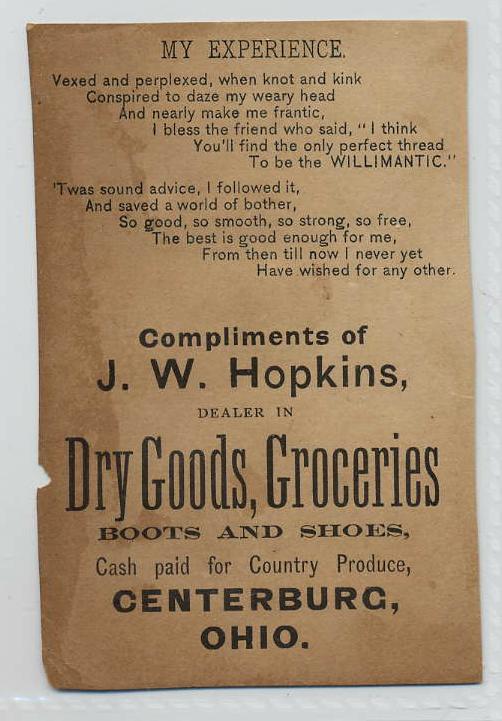 MY EXPERIENCE.
Vexed and perplexed, when knot and kink
Conspired to daze my weary head
And nearly make me frantic,
I bless the friend who said, "I think
You'll find the only perfect thread
To be the WILLIMANTIC."
'Twas sound advice, I followed it,
And saved a world of bother,
So good, so smooth, so strong, so free,
The best is good enough for me,
From then till now I never yet
Have wished for any other.
Compliments of
J. W. Hopkins,
DEALER IN
Dry Goods, Groceries
BOOTS AND SHOES,
Cash paid for Country Produce,
CENTERBURG,
OHIO.